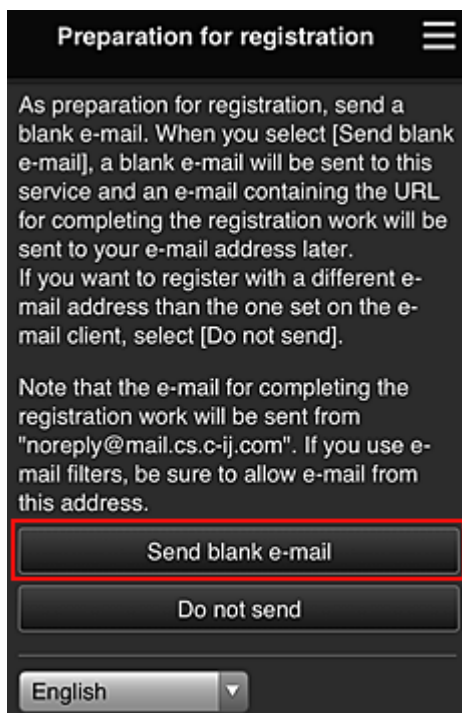 Preparation for registration
As preparation for registration, send a
blank e-mail. When you select [Send blank
e-mail], a blank e-mail will be sent to this
service and an e-mail containing the URL
for completing the registration work will be
sent to your e-mail address later.
If you want to register with a different e-
mail address than the one set on the e-
mail client, select [Do not send].
Note that the e-mail for completing the
registration work will be sent from
"noreply@mail.cs.c-ij.com". If you use e-
mail filters, be sure to allow e-mail from
this address.
Send blank e-mail
Do not send
English